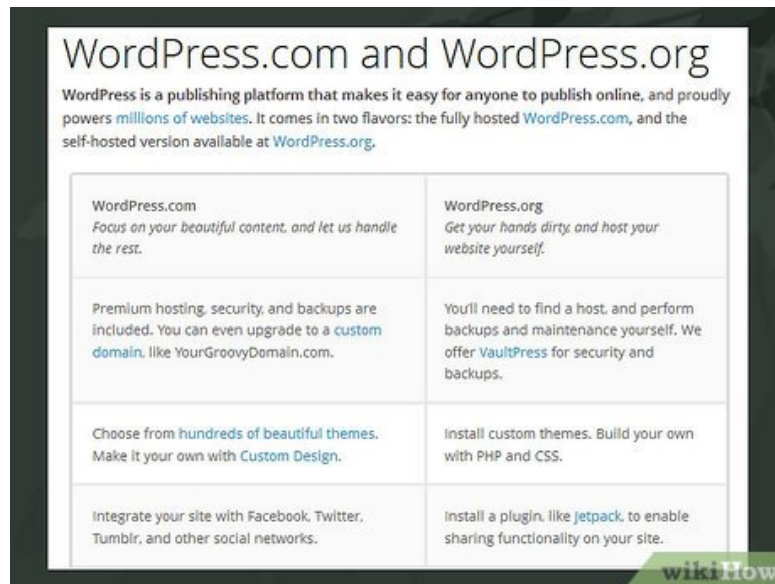 WordPress.com and WordPress.org
WordPress is a publishing platform that makes it easy for anyone to publish online, and proudly
powers millions of websites. It comes in two flavors: the fully hosted WordPress.com, and the
self-hosted version available at WordPress.org.
WordPress.com
Focus on your beautiful content, and let us handle
the rest.
WordPress.org
Get your hands dirty, and host your
website yourself.
Premium hosting, security, and backups are
included. You can even upgrade to a custom
domain, like YourGroovyDomain.com.
You'll need to find a host, and perform
backups and maintenance yourself. We
offer VaultPress for security and
backups.
Choose from hundreds of beautiful themes.
Make it your own with Custom Design.
Install custom themes. Build your own
with PHP and CSS.
Integrate your site with Facebook, Twitter,
Tumblr, and other social networks.
Install a plugin, like Jetpack, to enable
sharing functionality on your site.
wikiHow